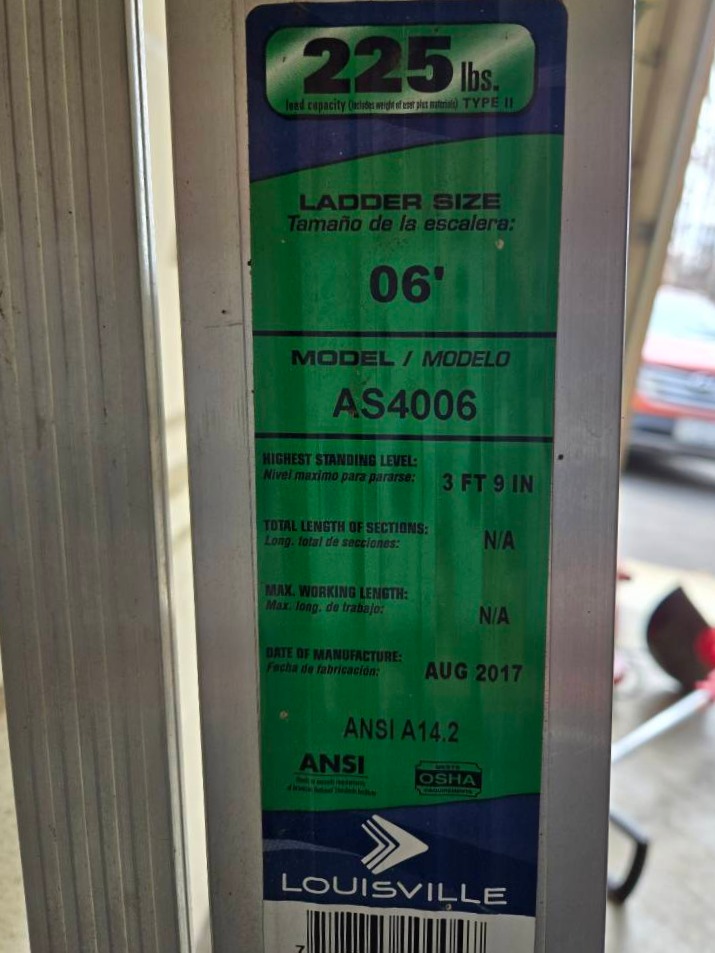 225 lbs.
load capacity (includes weight of user plus materials) TYPE II
LADDER SIZE
Tamaño de la escalera:
06'
MODEL / MODELO
AS4006
HIGHEST STANDING LEVEL:
Nivel maximo para pararse:
3 FT 9 IN
TOTAL LENGTH OF SECTIONS:
Long. total de secciones:
N/A
MAX. WORKING LENGTH:
Max. long. de trabajo:
N/A
DATE OF MANUFACTURE:
Fecha de fabricación:
AUG 2017
ANSI A14.2
ANSI
MEETS
OSHA
REQUIREMENTS
LOUISVILLE
7